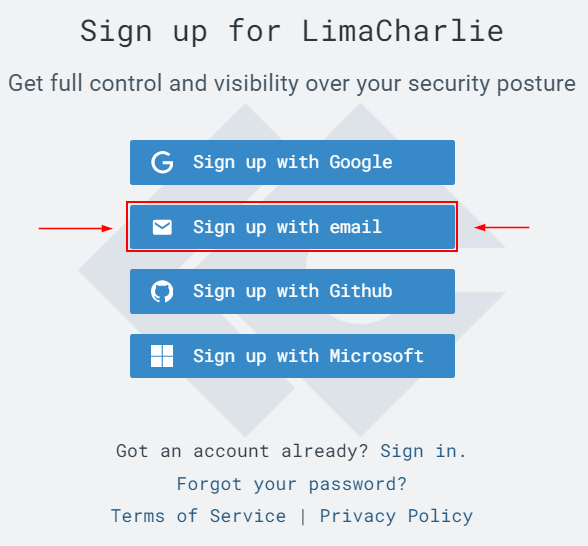 Sign up for LimaCharlie
Get full control and visibility over your security posture
Sign up with Google
Sign up with email
Sign up with Github
Sign up with Microsoft
Got an account already? Sign in.
Forgot your password?
Terms of Service | Privacy Policy